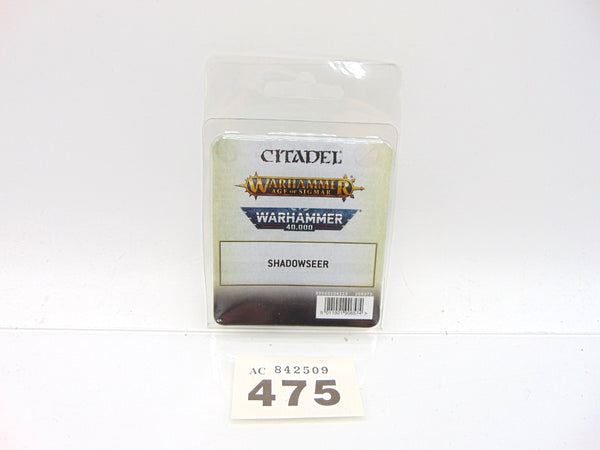 CITADEL
WARHAMMER
AGE OF SIGMAR
WARHAMMER
40,000
SHADOWSEER
AC 842509
475